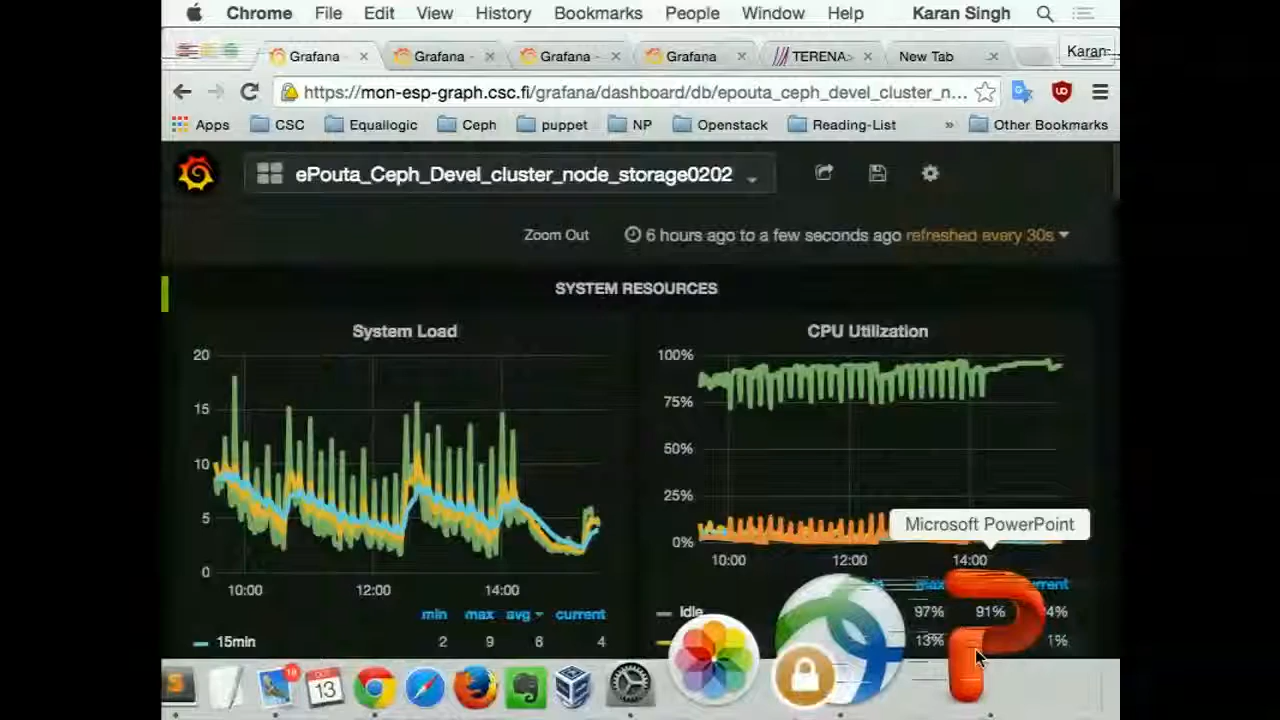 Chrome File Edit View History Bookmarks People Window Help Karan Singh
Grafana Grafana - Grafana - Grafana TERENA> New Tab Karan
https://mon-esp-graph.csc.fi/grafana/dashboard/db/epouta_ceph_devel_cluster_n...
Apps CSC Equallogic Ceph puppet NP Openstack Reading-List » Other Bookmarks
ePouta_Ceph_Devel_cluster_node_storage0202
Zoom Out 6 hours ago to a few seconds ago refreshed every 30s
SYSTEM RESOURCES
System Load
20
15
10
5
0
10:00 12:00 14:00
min max avg current
15min 2 9 6 4
CPU Utilization
100%
75%
50%
25%
0%
10:00 12:00 14:00
Microsoft PowerPoint
max
Idle 97% 91%
13% 1%
18
OCT
13